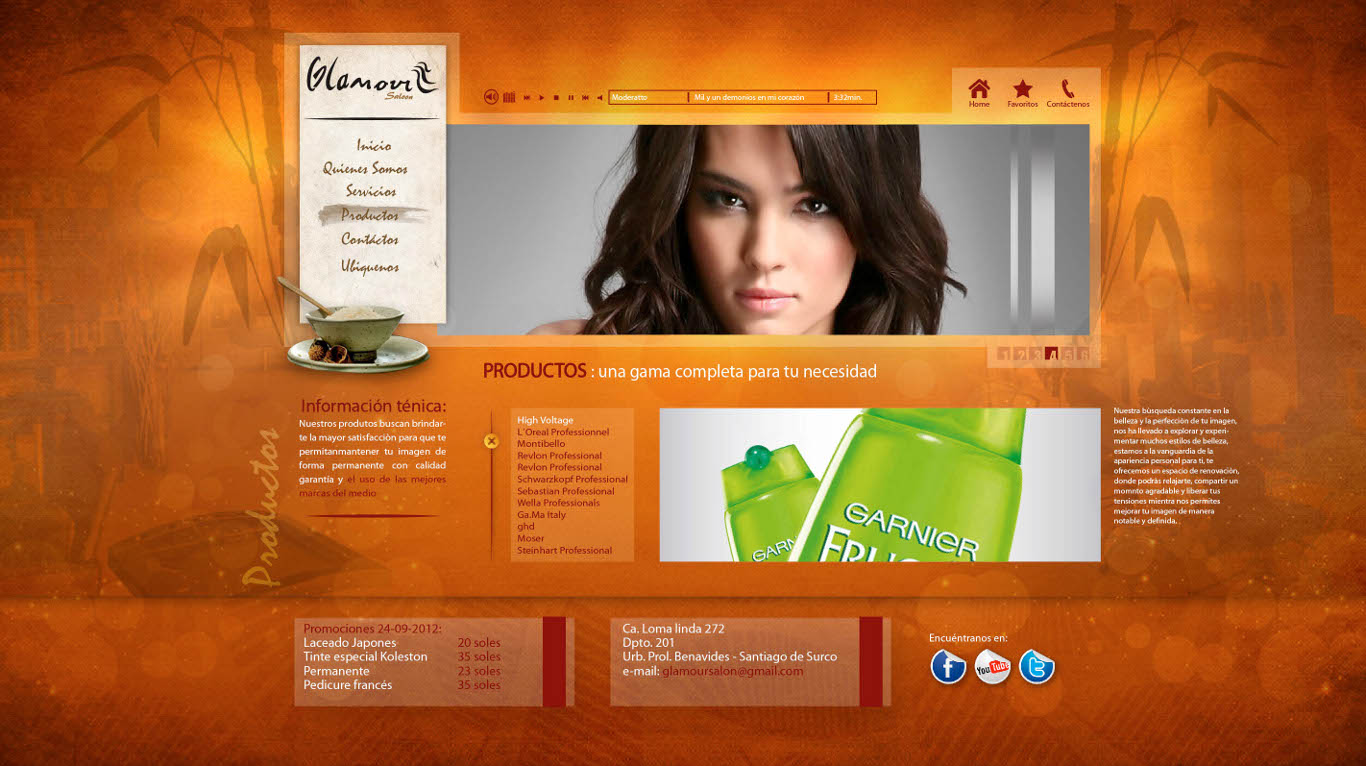 Glamour
Saloon
Inicio
Quienes Somos
Servicios
Productos
Contáctos
Ubiquenos
Moderatto
Mil y un demonios en mi corazón
3:32min.
Home
Favoritos
Contáctenos
1 2 3 4 5 6
PRODUCTOS : una gama completa para tu necesidad
Productos
Información ténica:
Nuestros produtos buscan brindar-
te la mayor satisfacción para que te
permitanmantener tu imagen de
forma permanente con calidad
garantía y el uso de las mejores
marcas del medio
High Voltage
L´Oreal Professionnel
Montibello
Revlon Professional
Revlon Professional
Schwarzkopf Professional
Sebastian Professional
Wella Professionals
Ga.Ma Italy
ghd
Moser
Steinhart Professional
GARNIER
GARNIER
FRUC
Nuestra bùsqueda constante en la
belleza y la perfección de tu imagen,
nos ha llevado a explorar y experi-
mentar muchos estilos de belleza,
estamos a la vanguardia de la
apariencia personal para ti, te
ofrecemos un espacio de renovación,
donde podrás relajarte, compartir un
momnto agradable y liberar tus
tensiones mientra nos permites
mejorar tu imagen de manera
notable y definida. .
Promociones 24-09-2012:
Laceado Japones 20 soles
Tinte especial Koleston 35 soles
Permanente 23 soles
Pedicure francés 35 soles
Ca. Loma linda 272
Dpto. 201
Urb. Prol. Benavides - Santiago de Surco
e-mail: glamoursalon@gmail.com
Encuéntranos en:
f
YouTube
t